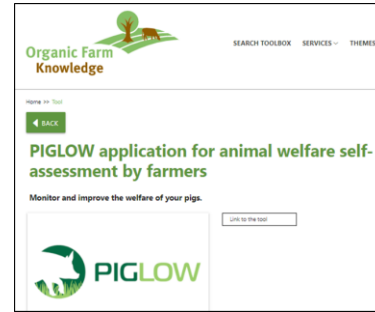 Organic Farm
Knowledge
SEARCH TOOLBOX SERVICES THEMES
Home >> Tool
BACK
PIGLOW application for animal welfare self-
assessment by farmers
Monitor and improve the welfare of your pigs.
Link to the tool
PIGLOW